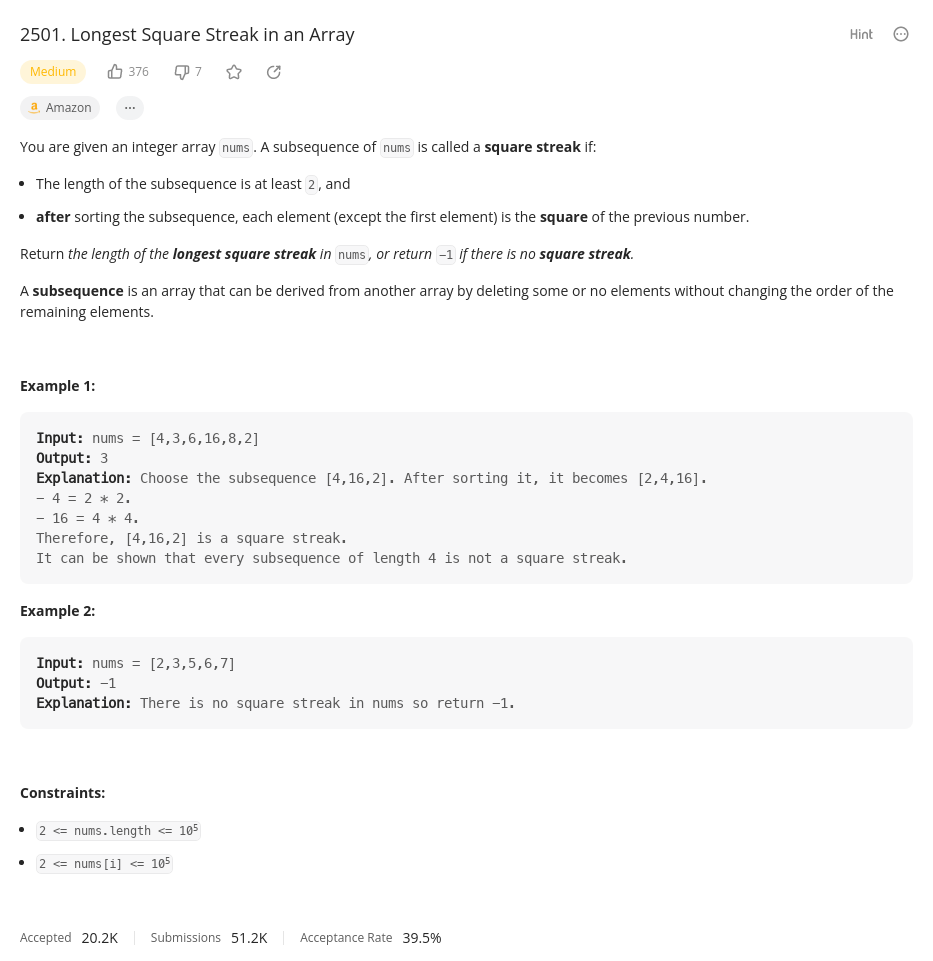 2501. Longest Square Streak in an Array
Hint
Medium 376 7
a Amazon ...
You are given an integer array nums. A subsequence of nums is called a square streak if:
• The length of the subsequence is at least 2, and
• after sorting the subsequence, each element (except the first element) is the square of the previous number.
Return the length of the longest square streak in nums, or return -1 if there is no square streak.
A subsequence is an array that can be derived from another array by deleting some or no elements without changing the order of the
remaining elements.
Example 1:
Input: nums = [4,3,6,16,8,2]
Output: 3
Explanation: Choose the subsequence [4,16,2]. After sorting it, it becomes [2,4,16].
- 4 = 2 * 2.
- 16 = 4 * 4.
Therefore, [4,16,2] is a square streak.
It can be shown that every subsequence of length 4 is not a square streak.
Example 2:
Input: nums = [2,3,5,6,7]
Output: -1
Explanation: There is no square streak in nums so return -1.
Constraints:
• 2 <= nums.length <= 10⁵
• 2 <= nums[i] <= 10⁵
Accepted 20.2K Submissions 51.2K Acceptance Rate 39.5%